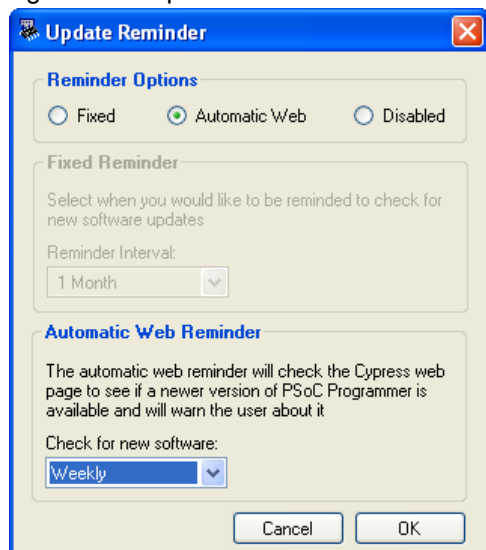 Update Reminder
Reminder Options
Fixed Automatic Web Disabled
Fixed Reminder
Select when you would like to be reminded to check for
new software updates
Reminder Interval:
1 Month
Automatic Web Reminder
The automatic web reminder will check the Cypress web
page to see if a newer version of PSoC Programmer is
available and will warn the user about it
Check for new software:
Weekly
Cancel OK